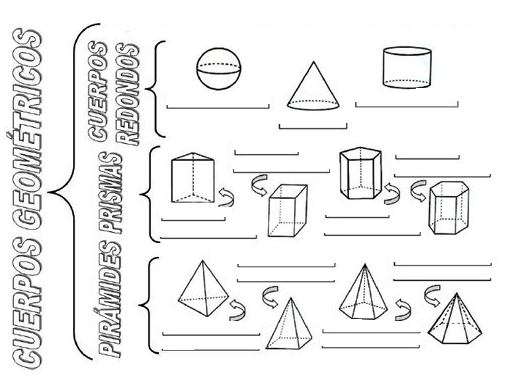 CUERPOS GEOMÉTRICOS
CUERPOS
REDONDOS
PRISMAS
PIRÁMIDES